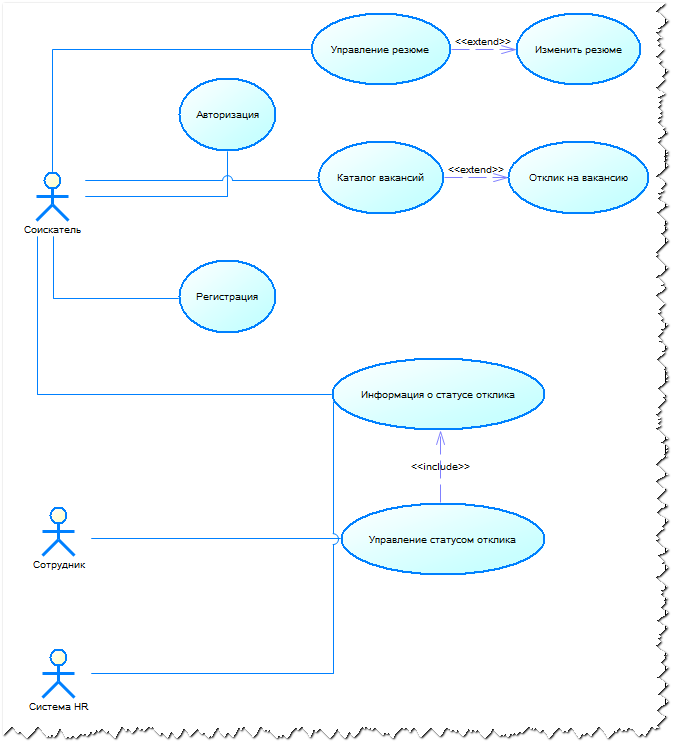 Управление резюме
<<extend>>
Изменить резюме
Авторизация
Каталог вакансий
<<extend>>
Отклик на вакансию
Соискатель
Регистрация
Информация о статусе отклика
<<include>>
Управление статусом отклика
Сотрудник
Система HR